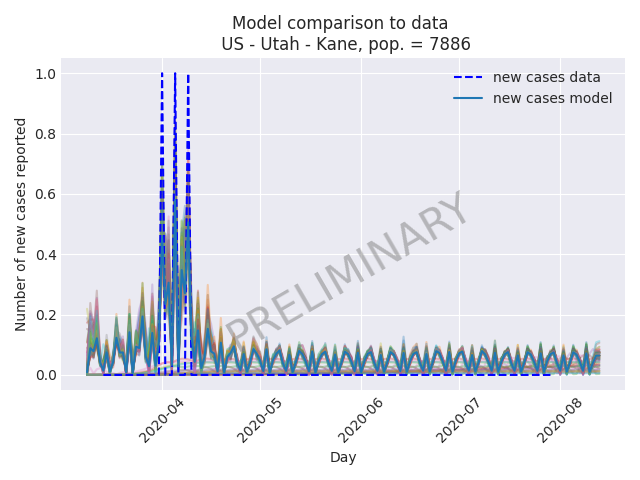 Model comparison to data
US - Utah - Kane, pop. = 7886
new cases data
new cases model
Number of new cases reported
1.0
0.8
0.6
0.4
0.2
0.0
PRELIMINARY
2020-04
2020-05
2020-06
2020-07
2020-08
Day